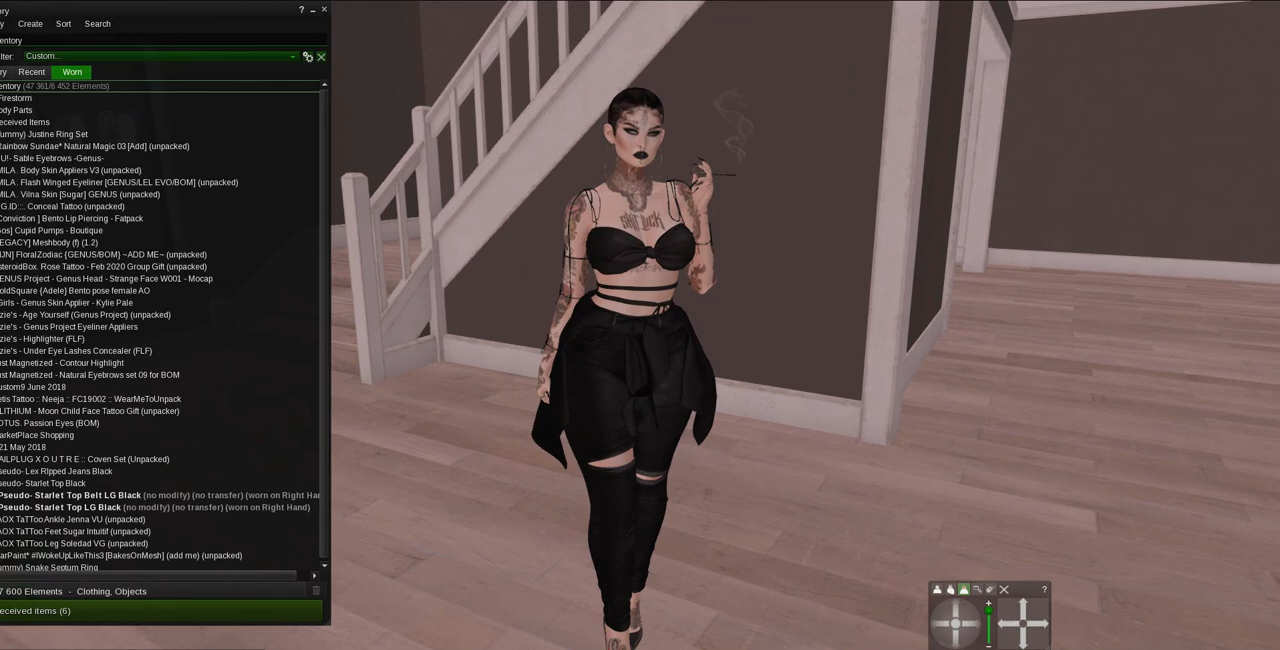 ory
? _ ×
y Create Sort Search
entory
lter: Custom...
ry Recent Worn
entory (47 361/6 452 Elements)
Firestorm
ody Parts
eceived Items
ummy) Justine Ring Set
Rainbow Sundae* Natural Magic 03 [Add] (unpacked)
U!- Sable Eyebrows -Genus-
MILA . Body Skin Appliers V3 (unpacked)
MILA . Flash Winged Eyeliner [GENUS/LEL EVO/BOM] (unpacked)
MILA . Vilna Skin [Sugar] GENUS (unpacked)
.G.iD:::. Conceal Tattoo (unpacked)
Conviction ] Bento Lip Piercing - Fatpack
Gos] Cupid Pumps - Boutique
EGACY] Meshbody (f) (1.2)
IJN] FloralZodiac {GENUS/BOM} ~ADD ME~ (unpacked)
steroidBox. Rose Tattoo - Feb 2020 Group Gift (unpacked)
ENUS Project - Genus Head - Strange Face W001 - Mocap
oldSquare {Adele} Bento pose female AO
Girls - Genus Skin Applier - Kylie Pale
zie's - Age Yourself (Genus Project) (unpacked)
zie's - Genus Project Eyeliner Appliers
zie's - Highlighter (FLF)
zie's - Under Eye Lashes Concealer (FLF)
ust Magnetized - Contour Highlight
ust Magnetized - Natural Eyebrows set 09 for BOM
ustom9 June 2018
etis Tattoo :: Neeja :: FC19002 :: WearMeToUnpack
LITHIUM - Moon Child Face Tattoo Gift (unpacker)
OTUS. Passion Eyes (BOM)
arketPlace Shopping
21 May 2018
AILPLUG X O U T R E :: Coven Set (Unpacked)
seudo- Lex RIpped Jeans Black
seudo- Starlet Top Black
Pseudo- Starlet Top Belt LG Black (no modify) (no transfer) (worn on Right Har
Pseudo- Starlet Top LG Black (no modify) (no transfer) (worn on Right Hand)
AOX TaTToo Ankle Jenna VU (unpacked)
AOX TaTToo Feet Sugar Intuitif (unpacked)
AOX TaTToo Leg Soledad VG (unpacked)
arPaint* #IWokeUpLikeThis3 [BakesOnMesh] (add me) (unpacked)
ummy) Snake Septum Ring
7 600 Elements - Clothing, Objects
eceived items (6)
?
+
–